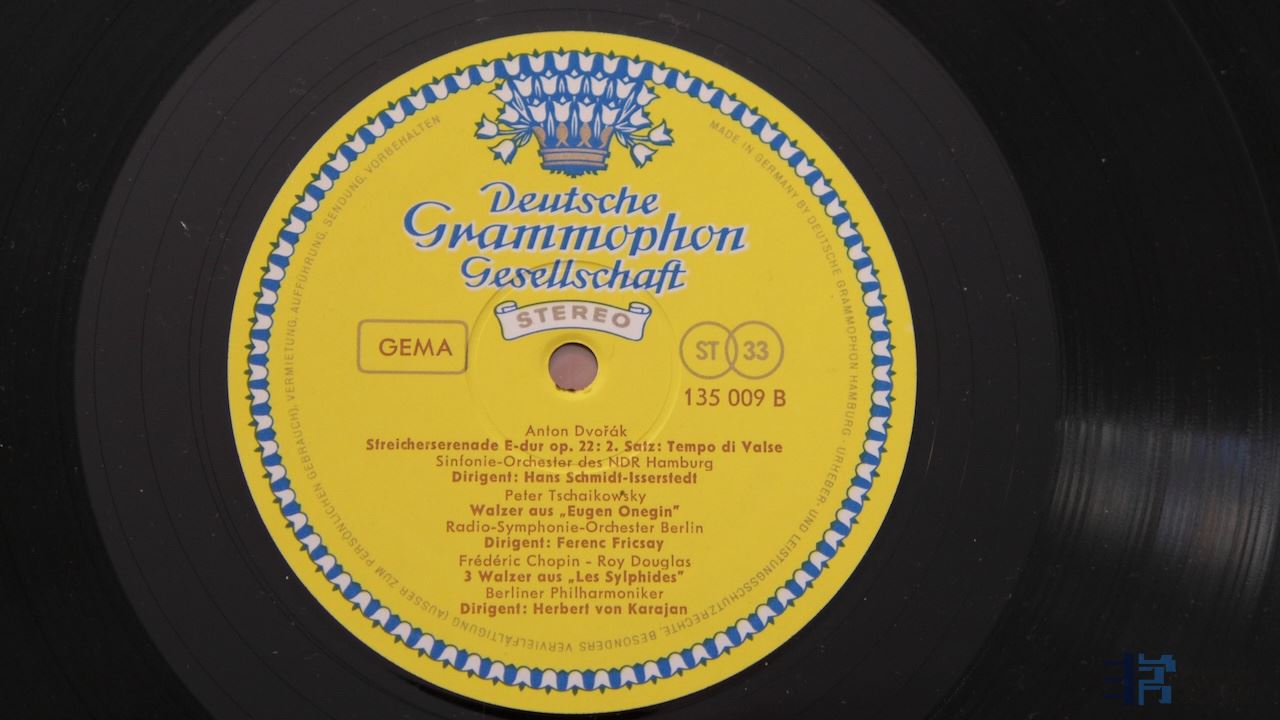 Deutsche
Grammophon
Gesellschaft
STEREO
GEMA
ST 33
135 009 B
Anton Dvořák
Streicherserenade E-dur op. 22: 2. Satz: Tempo di Valse
Sinfonie-Orchester des NDR Hamburg
Dirigent: Hans Schmidt-Isserstedt
Peter Tschaikowsky
Walzer aus „Eugen Onegin”
Radio-Symphonie-Orchester Berlin
Dirigent: Ferenc Fricsay
Frédéric Chopin - Roy Douglas
3 Walzer aus „Les Sylphides”
Berliner Philharmoniker
Dirigent: Herbert von Karajan
MADE IN GERMANY BY DEUTSCHE GRAMMOPHON HAMBURG · URHEBER- UND LEISTUNGSSCHUTZRECHTE, BESONDERS VERVIELFÄLTIGUNG (AUSSER ZUM PERSÖNLICHEN GEBRAUCH), VERMIETUNG, AUFFÜHRUNG, SENDUNG, VORBEHALTEN